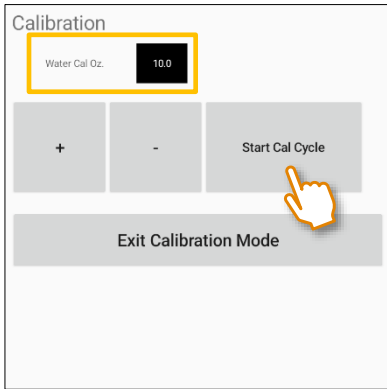 Calibration
Water Cal Oz. 10.0
+ - Start Cal Cycle
Exit Calibration Mode